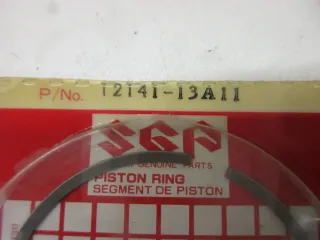 P/No. 12141-13A11
SGP
GENUINE PARTS
PISTON RING
SEGMENT DE PISTON